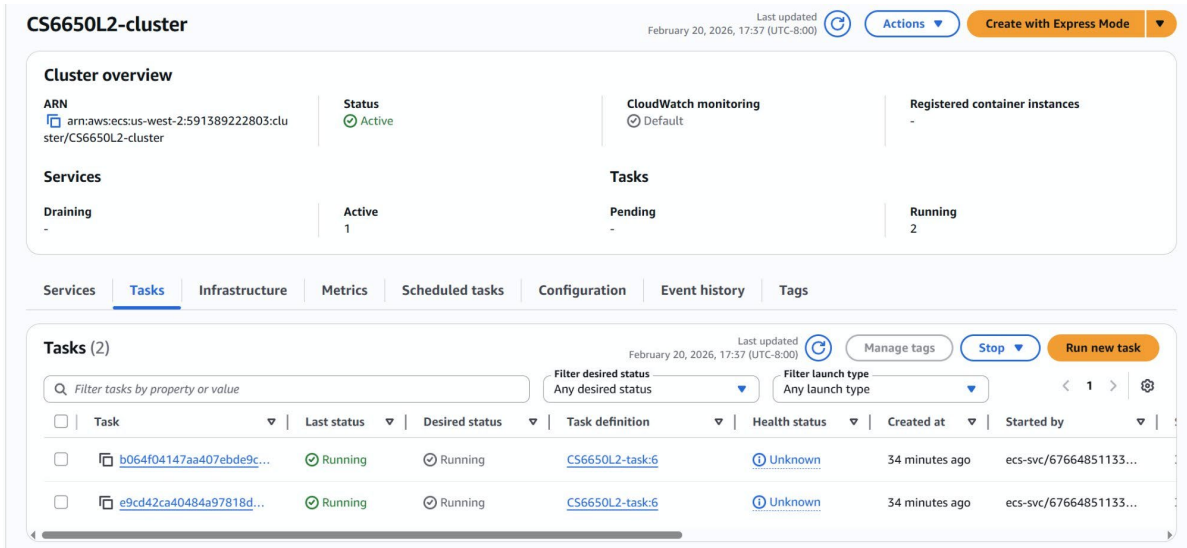 CS6650L2-cluster
Last updated
February 20, 2026, 17:37 (UTC-8:00)
Actions
Create with Express Mode
Cluster overview
ARN
arn:aws:ecs:us-west-2:591389222803:clu
ster/CS6650L2-cluster
Status
Active
CloudWatch monitoring
Default
Registered container instances
-
Services
Tasks
Draining
-
Active
1
Pending
-
Running
2
Services Tasks Infrastructure Metrics Scheduled tasks Configuration Event history Tags
Tasks (2)
Last updated
February 20, 2026, 17:37 (UTC-8:00)
Manage tags
Stop
Run new task
Filter tasks by property or value
Filter desired status
Any desired status
Filter launch type
Any launch type
1
Task Last status Desired status Task definition Health status Created at Started by
b064f04147aa407ebde9c... Running Running CS6650L2-task:6 Unknown 34 minutes ago ecs-svc/67664851133...
e9cd42ca40484a97818d... Running Running CS6650L2-task:6 Unknown 34 minutes ago ecs-svc/67664851133...